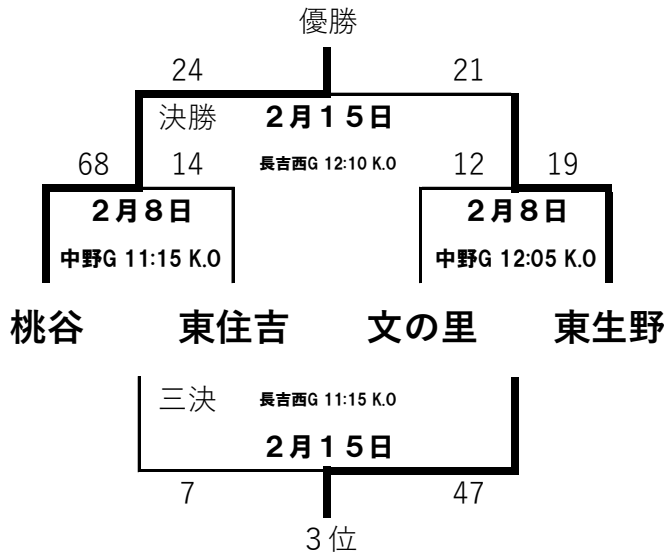 優勝
24 21
決勝 ２月１５日
長吉西G 12:10 K.O
68 14 12 19
２月８日 ２月８日
中野G 11:15 K.O 中野G 12:05 K.O
桃谷 東住吉 文の里 東生野
三決 長吉西G 11:15 K.O
２月１５日
7 47
３位